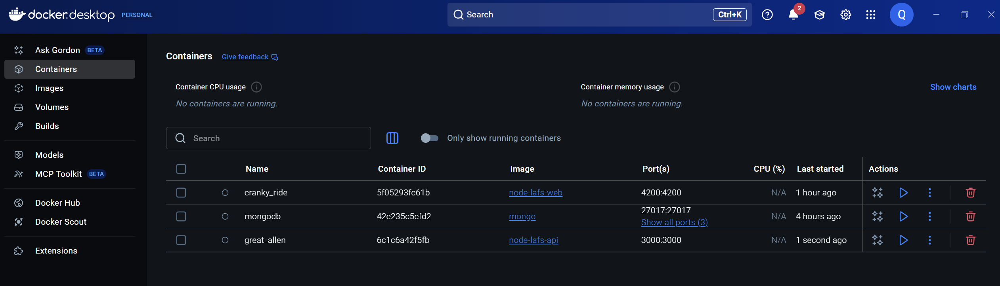 docker desktop PERSONAL
Search Ctrl+K
2
Q
Ask Gordon BETA
Containers
Images
Volumes
Builds
Models
MCP Toolkit BETA
Docker Hub
Docker Scout
Extensions
Containers Give feedback
Container CPU usage
No containers are running.
Container memory usage
No containers are running.
Show charts
Search
Only show running containers
Name Container ID Image Port(s) CPU (%) Last started Actions
cranky_ride 5f05293fc61b node-lafs-web 4200:4200 N/A 1 hour ago
mongodb 42e235c5efd2 mongo 27017:27017 N/A 4 hours ago
Show all ports (3)
great_allen 6c1c6a42f5fb node-lafs-api 3000:3000 N/A 1 second ago